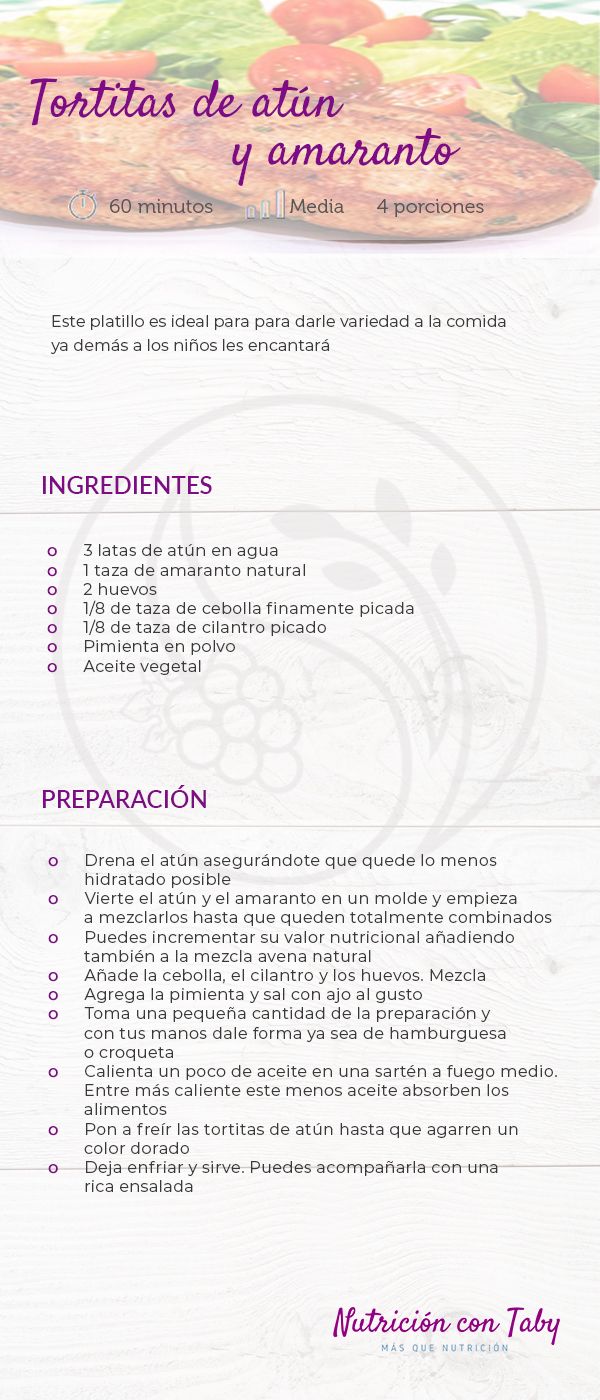 Tortitas de atún
y amaranto
60 minutos Media 4 porciones
Este platillo es ideal para para darle variedad a la comida
ya demás a los niños les encantará
INGREDIENTES
o 3 latas de atún en agua
o 1 taza de amaranto natural
o 2 huevos
o 1/8 de taza de cebolla finamente picada
o 1/8 de taza de cilantro picado
o Pimienta en polvo
o Aceite vegetal
PREPARACIÓN
o Drena el atún asegurándote que quede lo menos
hidratado posible
o Vierte el atún y el amaranto en un molde y empieza
a mezclarlos hasta que queden totalmente combinados
o Puedes incrementar su valor nutricional añadiendo
también a la mezcla avena natural
o Añade la cebolla, el cilantro y los huevos. Mezcla
o Agrega la pimienta y sal con ajo al gusto
o Toma una pequeña cantidad de la preparación y
con tus manos dale forma ya sea de hamburguesa
o croqueta
o Calienta un poco de aceite en una sartén a fuego medio.
Entre más caliente este menos aceite absorben los
alimentos
o Pon a freír las tortitas de atún hasta que agarren un
color dorado
o Deja enfriar y sirve. Puedes acompañarla con una
rica ensalada
Nutrición con Taby
MÁS QUE NUTRICIÓN